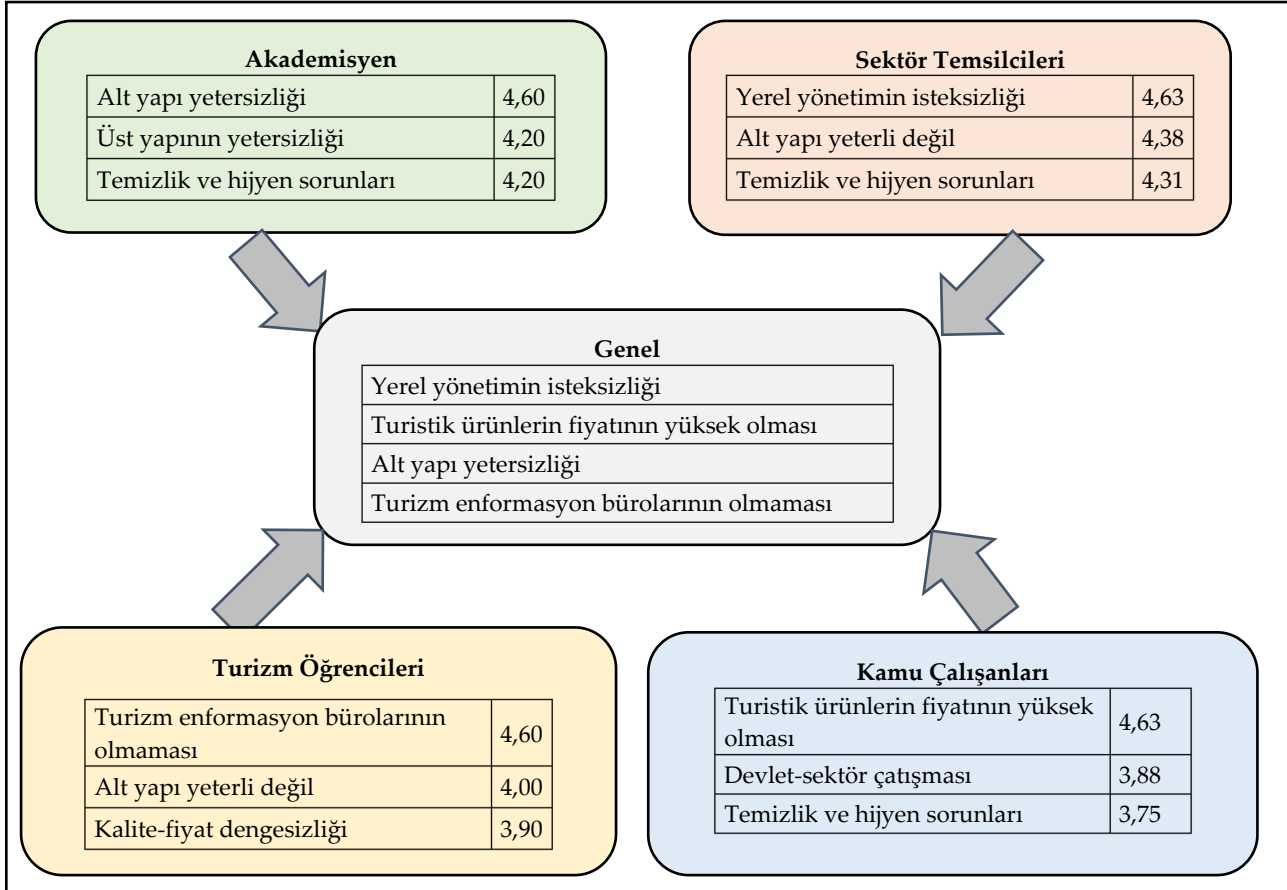 Akademisyen
Alt yapı yetersizliği 4,60
Üst yapının yetersizliği 4,20
Temizlik ve hijyen sorunları 4,20
Sektör Temsilcileri
Yerel yönetimin isteksizliği 4,63
Alt yapı yeterli değil 4,38
Temizlik ve hijyen sorunları 4,31
Genel
Yerel yönetimin isteksizliği
Turistik ürünlerin fiyatının yüksek olması
Alt yapı yetersizliği
Turizm enformasyon bürolarının olmaması
Turizm Öğrencileri
Turizm enformasyon bürolarının
olmaması 4,60
Alt yapı yeterli değil 4,00
Kalite-fiyat dengesizliği 3,90
Kamu Çalışanları
Turistik ürünlerin fiyatının yüksek
olması 4,63
Devlet-sektör çatışması 3,88
Temizlik ve hijyen sorunları 3,75